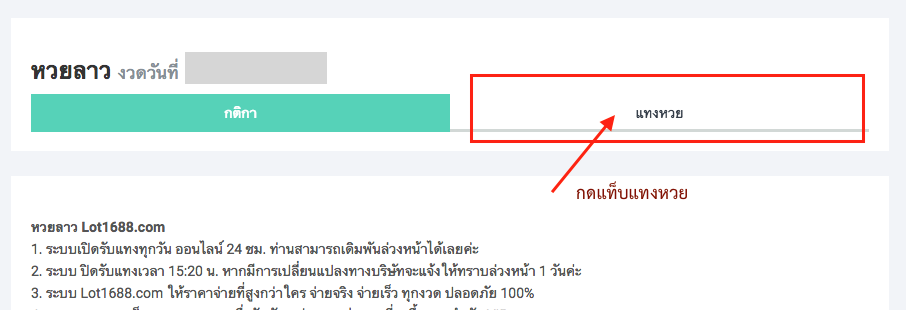 หวยลาว งวดวันที่
กติกา
แทงหวย
กดแท็บแทงหวย
หวยลาว Lot1688.com
1. ระบบเปิดรับแทงทุกวัน ออนไลน์ 24 ชม. ท่านสามารถเดิมพันล่วงหน้าได้เลยค่ะ
2. ระบบ ปิดรับแทงเวลา 15:20 น. หากมีการเปลี่ยนแปลงทางบริษัทจะแจ้งให้ทราบล่วงหน้า 1 วันค่ะ
3. ระบบ Lot1688.com ให้ราคาจ่ายที่สูงกว่าใคร จ่ายจริง จ่ายเร็ว ทุกงวด ปลอดภัย 100%